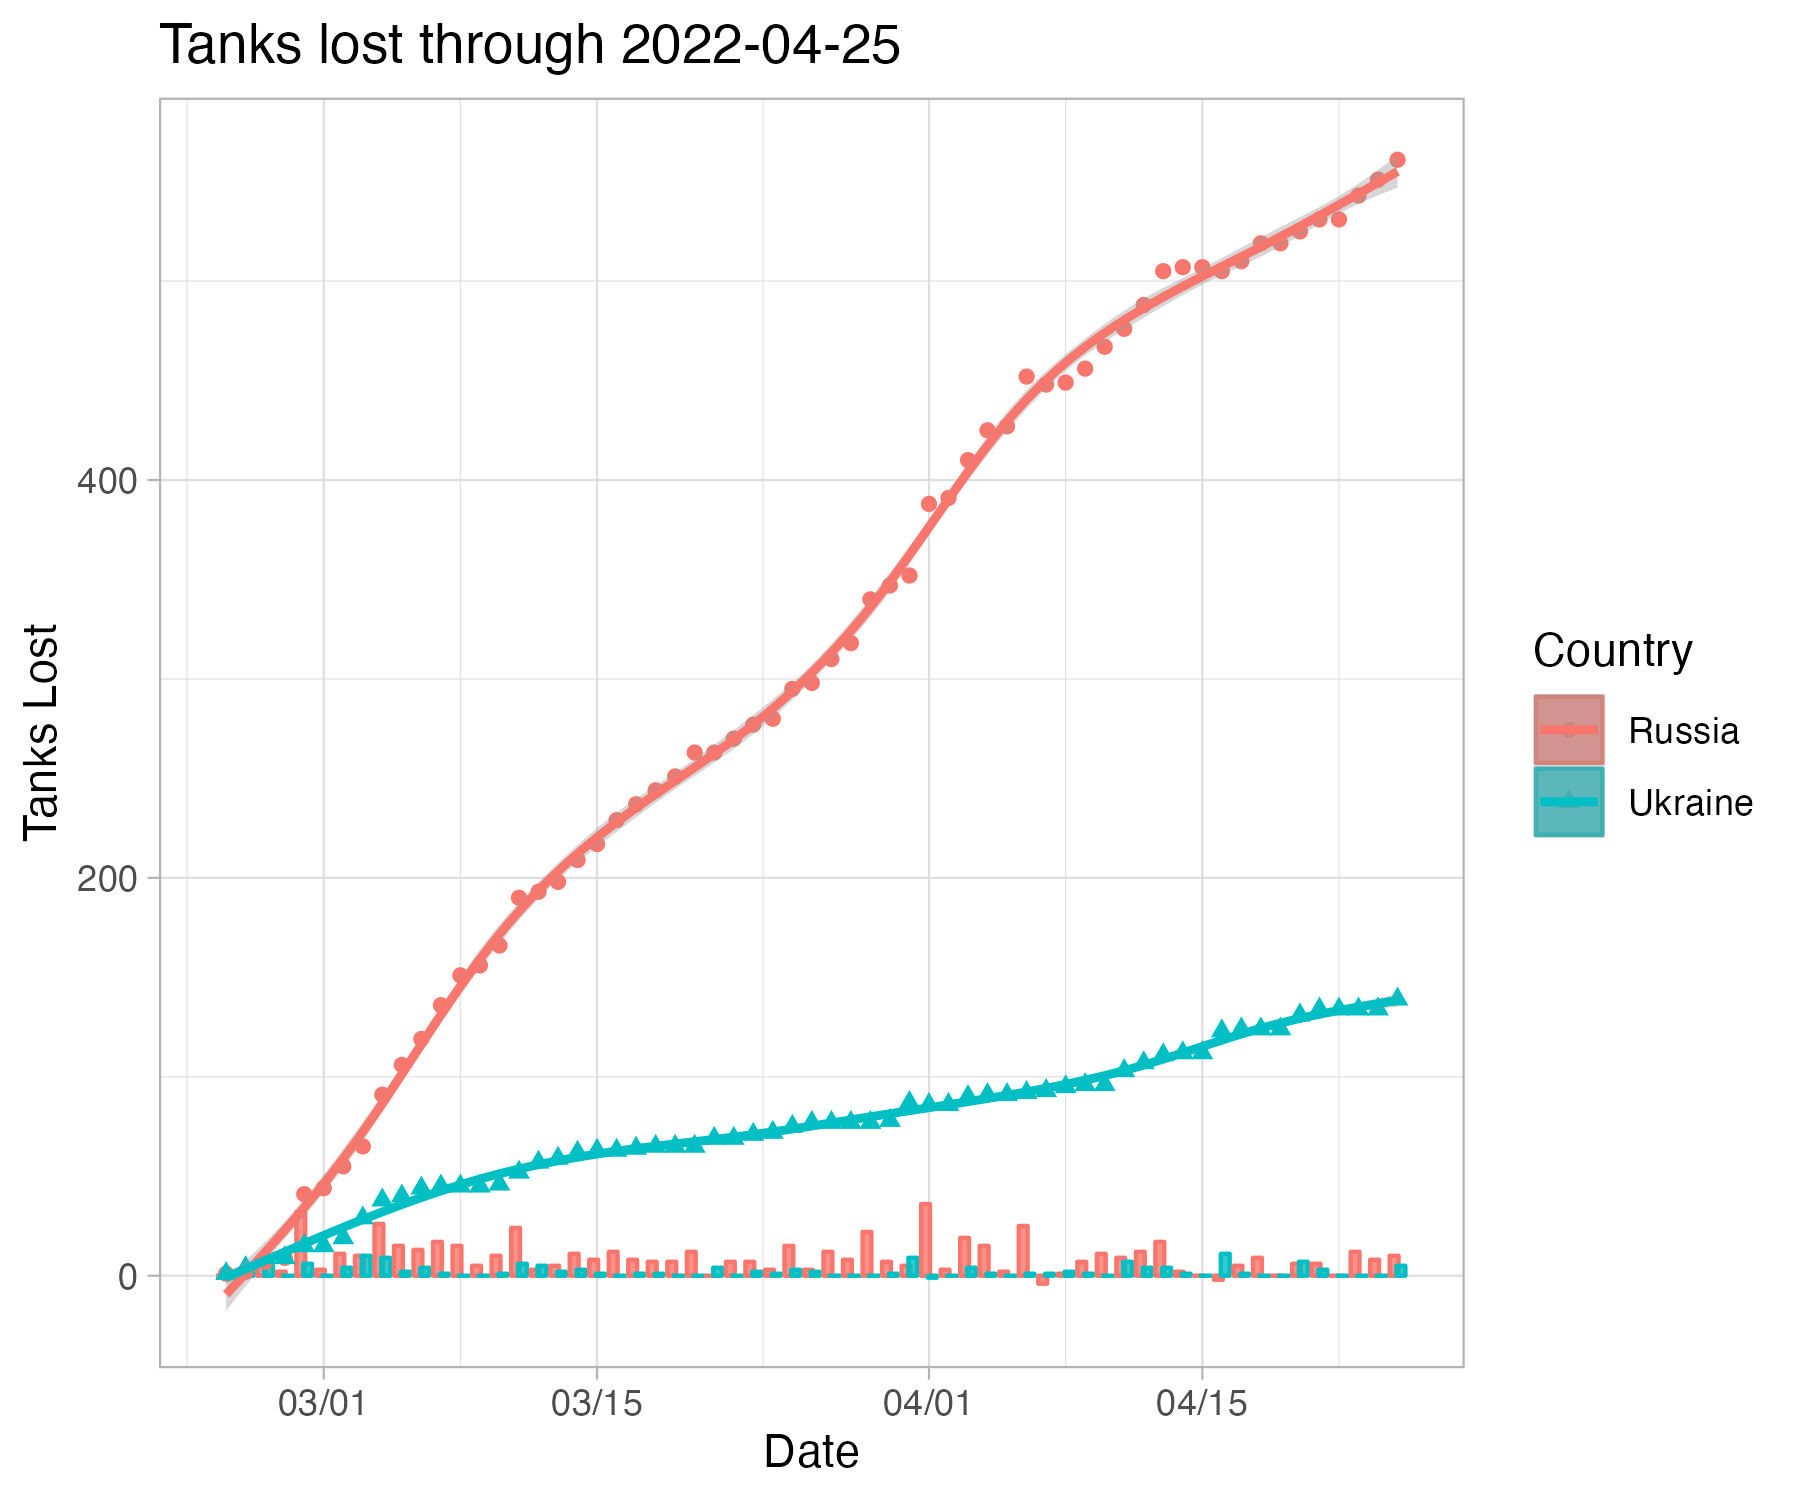 Tanks lost through 2022-04-25
Tanks Lost
400
200
0
03/01 03/15 04/01 04/15
Date
Country
Russia
Ukraine